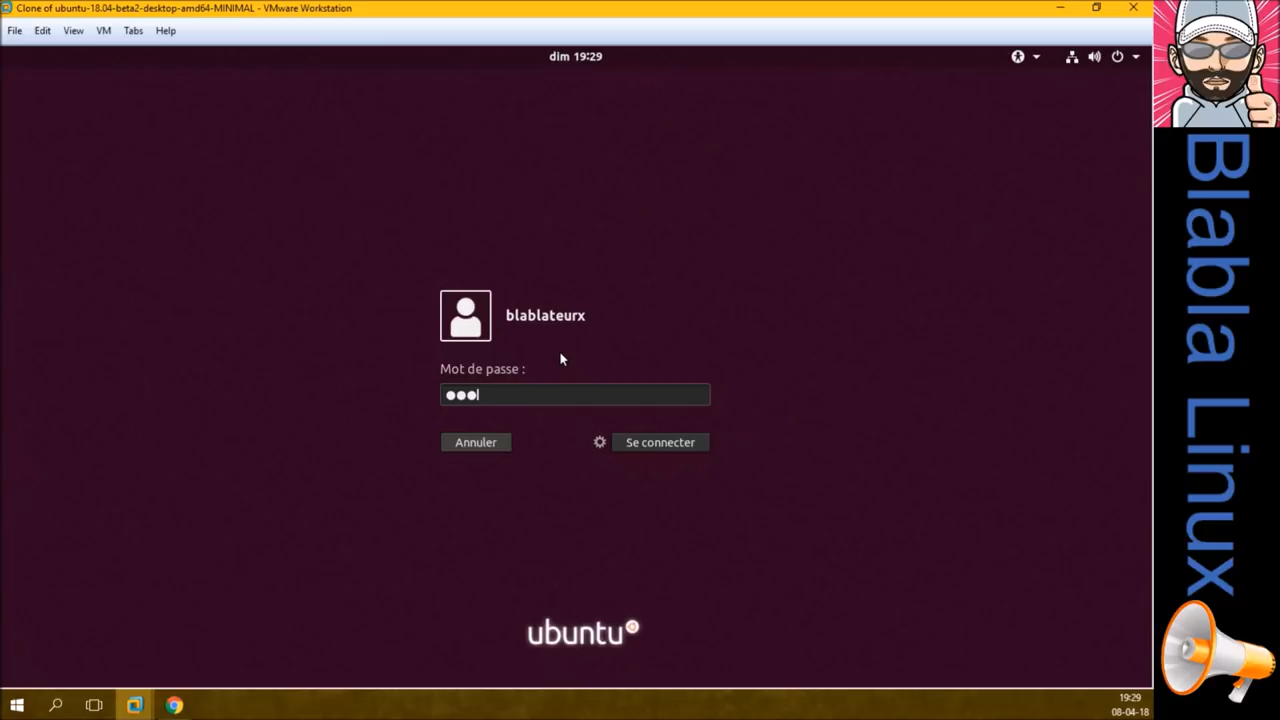 Clone of ubuntu-18.04-beta2-desktop-amd64-MINIMAL - VMware Workstation
File Edit View VM Tabs Help
dim 19:29
blablateurx
Mot de passe :
Annuler
Se connecter
ubuntu
19:29
08-04-18
Blabla Linux